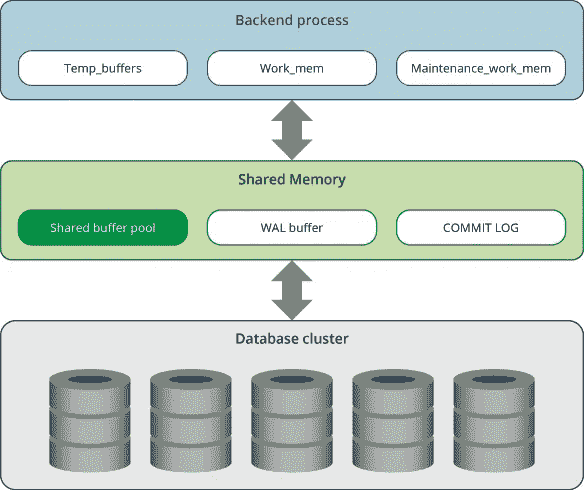 Backend process
Temp_buffers
Work_mem
Maintenance_work_mem
Shared Memory
Shared buffer pool
WAL buffer
COMMIT LOG
Database cluster